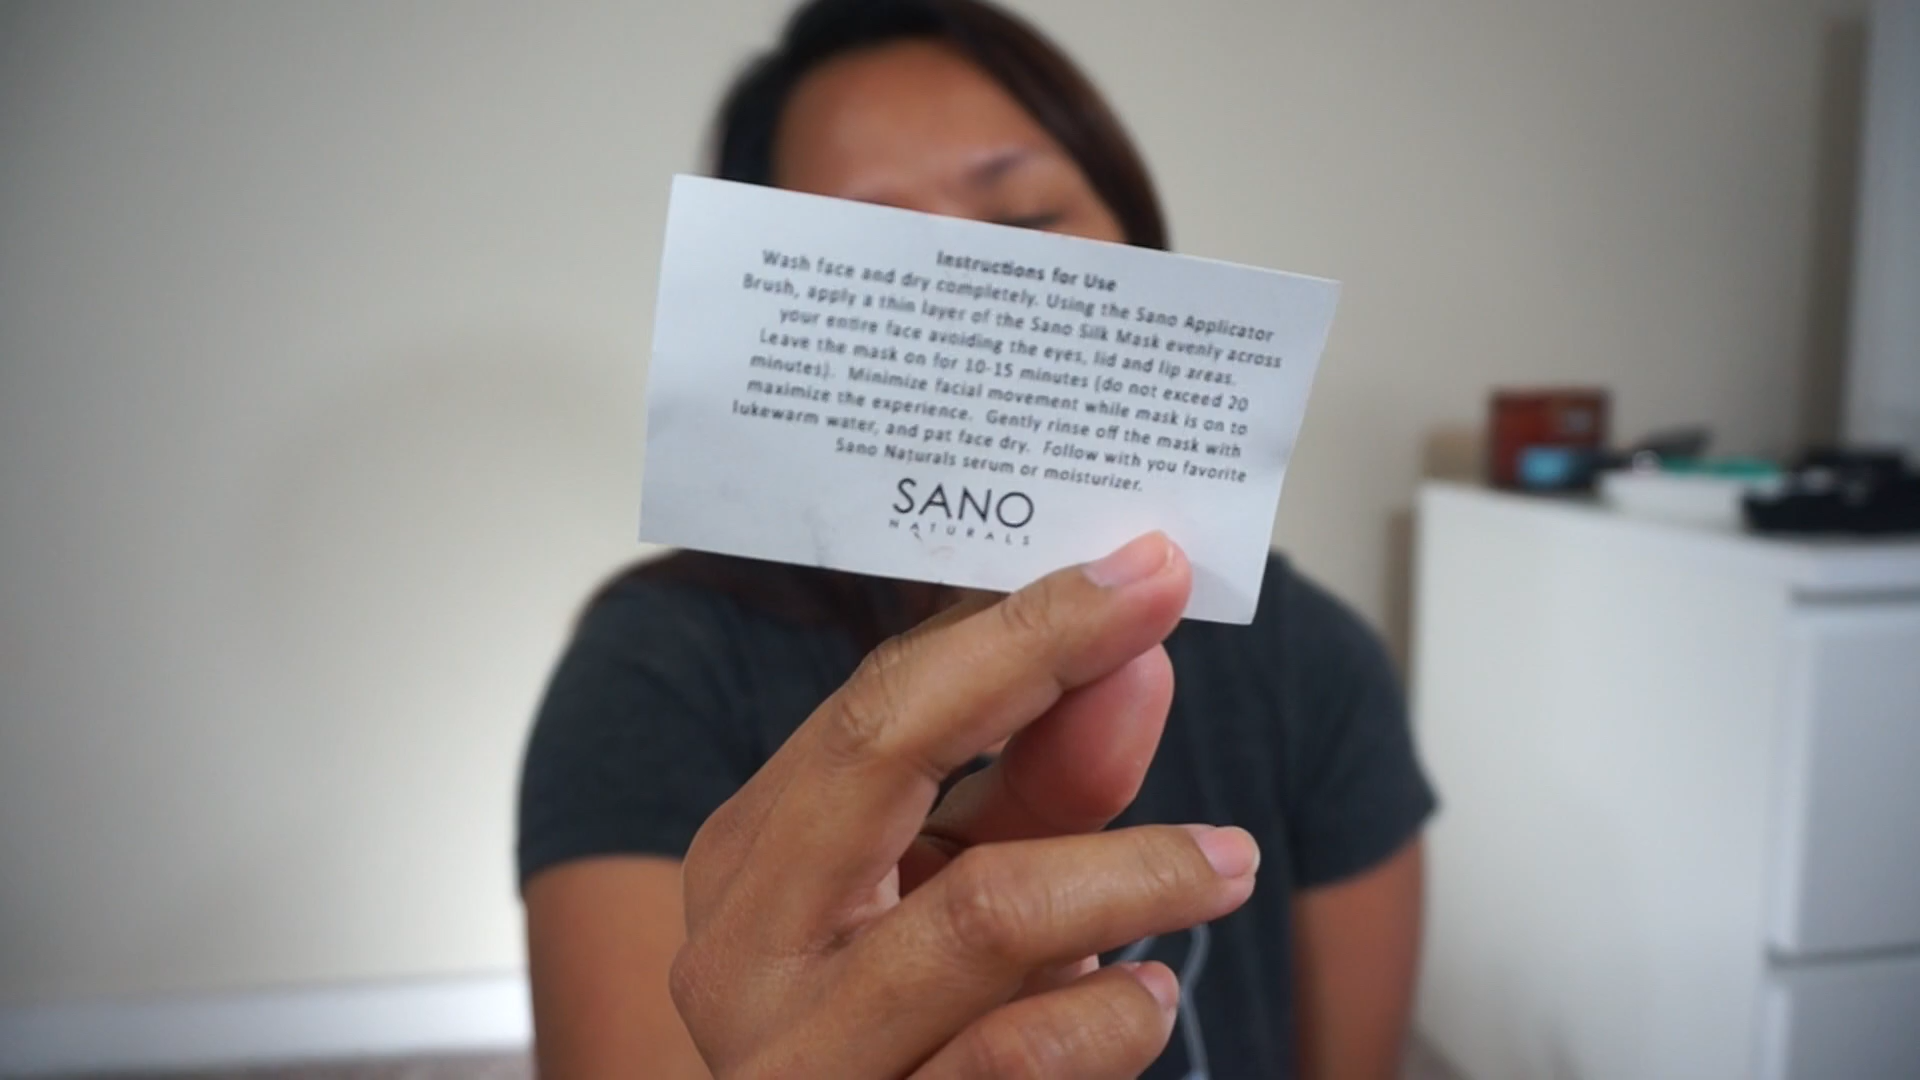 Instructions for Use
Wash face and dry completely. Using the Sano Applicator
Brush, apply a thin layer of the Sano Silk Mask evenly across
your entire face avoiding the eyes, lid and lip areas.
Leave the mask on for 10-15 minutes (do not exceed 20
minutes). Minimize facial movement while mask is on to
maximize the experience. Gently rinse off the mask with
lukewarm water, and pat face dry. Follow with you favorite
Sano Naturals serum or moisturizer.
SANO
NATURALS